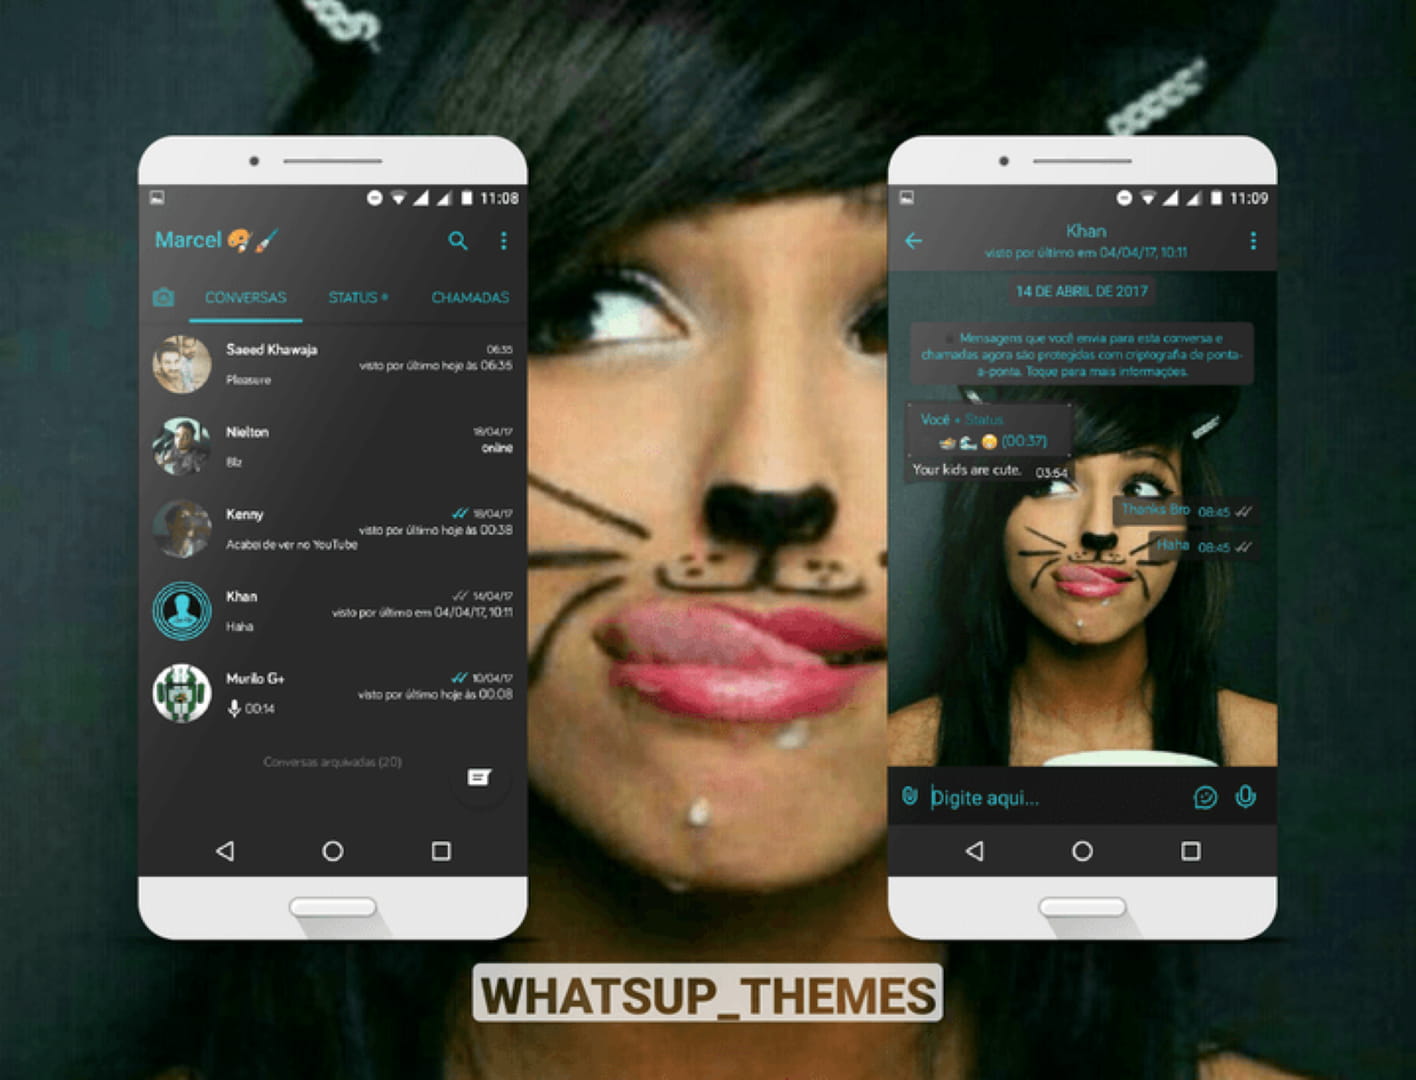 11:08
Marcel
CONVERSAS STATUS CHAMADAS
Saeed Khawaja 06:35
visto por último hoje às 06:35
Pleasure
Nielton 18/04/17
online
Blz
Kenny 18/04/17
visto por último hoje às 00:38
Acabei de ver no YouTube
Khan 14/04/17
visto por último em 04/04/17, 10:11
Haha
Murilo G+ 10/04/17
visto por último hoje às 00:08
00:14
Conversas arquivadas (20)
11:09
Khan
visto por último em 04/04/17, 10:11
14 DE ABRIL DE 2017
Mensagens que você envia para esta conversa e
chamadas agora são protegidas com criptografia de ponta-
a-ponta. Toque para mais informações.
Você • Status
(00:37)
Your kids are cute. 03:54
Thanks Bro 08:45
Haha 08:45
Digite aqui...
WHATSUP_THEMES